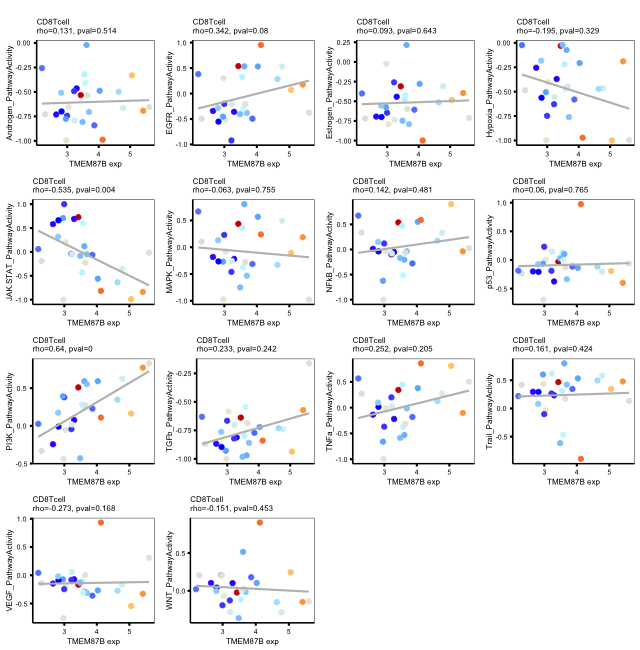 CD8Tcell
rho=0.131, pval=0.514
Androgen_PathwayActivity
0.00
-0.25
-0.50
-0.75
-1.00
3 4 5
TMEM87B exp
CD8Tcell
rho=0.342, pval=0.08
EGFR_PathwayActivity
1.0
0.5
0.0
-0.5
-1.0
3 4 5
TMEM87B exp
CD8Tcell
rho=0.093, pval=0.643
Estrogen_PathwayActivity
0.25
0.00
-0.25
-0.50
-0.75
-1.00
3 4 5
TMEM87B exp
CD8Tcell
rho=-0.195, pval=0.329
Hypoxia_PathwayActivity
0.00
-0.25
-0.50
-0.75
-1.00
3 4 5
TMEM87B exp
CD8Tcell
rho=-0.535, pval=0.004
JAK-STAT_PathwayActivity
1.0
0.5
0.0
-0.5
-1.0
3 4 5
TMEM87B exp
CD8Tcell
rho=-0.063, pval=0.755
MAPK_PathwayActivity
1.0
0.5
0.0
-0.5
-1.0
3 4 5
TMEM87B exp
CD8Tcell
rho=0.142, pval=0.481
NFkB_PathwayActivity
1.0
0.5
0.0
-0.5
-1.0
3 4 5
TMEM87B exp
CD8Tcell
rho=0.06, pval=0.765
p53_PathwayActivity
1.0
0.5
0.0
-0.5
3 4 5
TMEM87B exp
CD8Tcell
rho=0.64, pval=0
PI3K_PathwayActivity
0.5
0.0
-0.5
3 4 5
TMEM87B exp
CD8Tcell
rho=0.233, pval=0.242
TGFb_PathwayActivity
-0.25
-0.50
-0.75
-1.00
3 4 5
TMEM87B exp
CD8Tcell
rho=0.252, pval=0.205
TNFa_PathwayActivity
0.5
0.0
-0.5
-1.0
3 4 5
TMEM87B exp
CD8Tcell
rho=0.161, pval=0.424
Trail_PathwayActivity
0.5
0.0
-0.5
3 4 5
TMEM87B exp
CD8Tcell
rho=-0.273, pval=0.168
VEGF_PathwayActivity
1.0
0.5
0.0
-0.5
3 4 5
TMEM87B exp
CD8Tcell
rho=-0.151, pval=0.453
WNT_PathwayActivity
0.5
0.0
3 4 5
TMEM87B exp